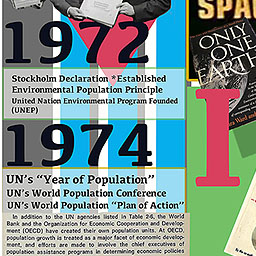 1972
Stockholm Declaration *Established
Environmental Population Principle
United Nation Environmental Program Founded
(UNEP)
1974
UN's "Year of Population"
UN's World Population Conference
UN's World Population "Plan of Action"
In addition to the UN agencies listed in Table 2-6, the World
Bank and the Organization for Economic Cooperation and Develop-
ment (OECD) have created their own population units. At OECD,
population growth is treated as a major facet of economic develop-
ment, and efforts are made to involve the chief executives of
population assistance programs in determining economic policies
SPA
ONLY
ONE
EARTH
Ward and
I